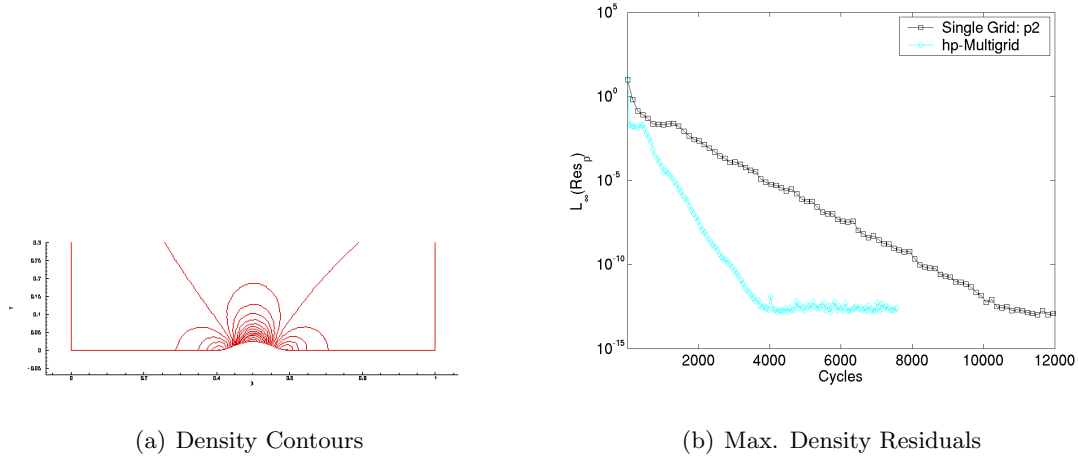 10^5
10^0
10^-5
10^-10
10^-15
L∞(Res_ρ)
Single Grid: p2
hp-Multigrid
2000 4000 6000 8000 10000 12000
Cycles
(a) Density Contours
(b) Max. Density Residuals